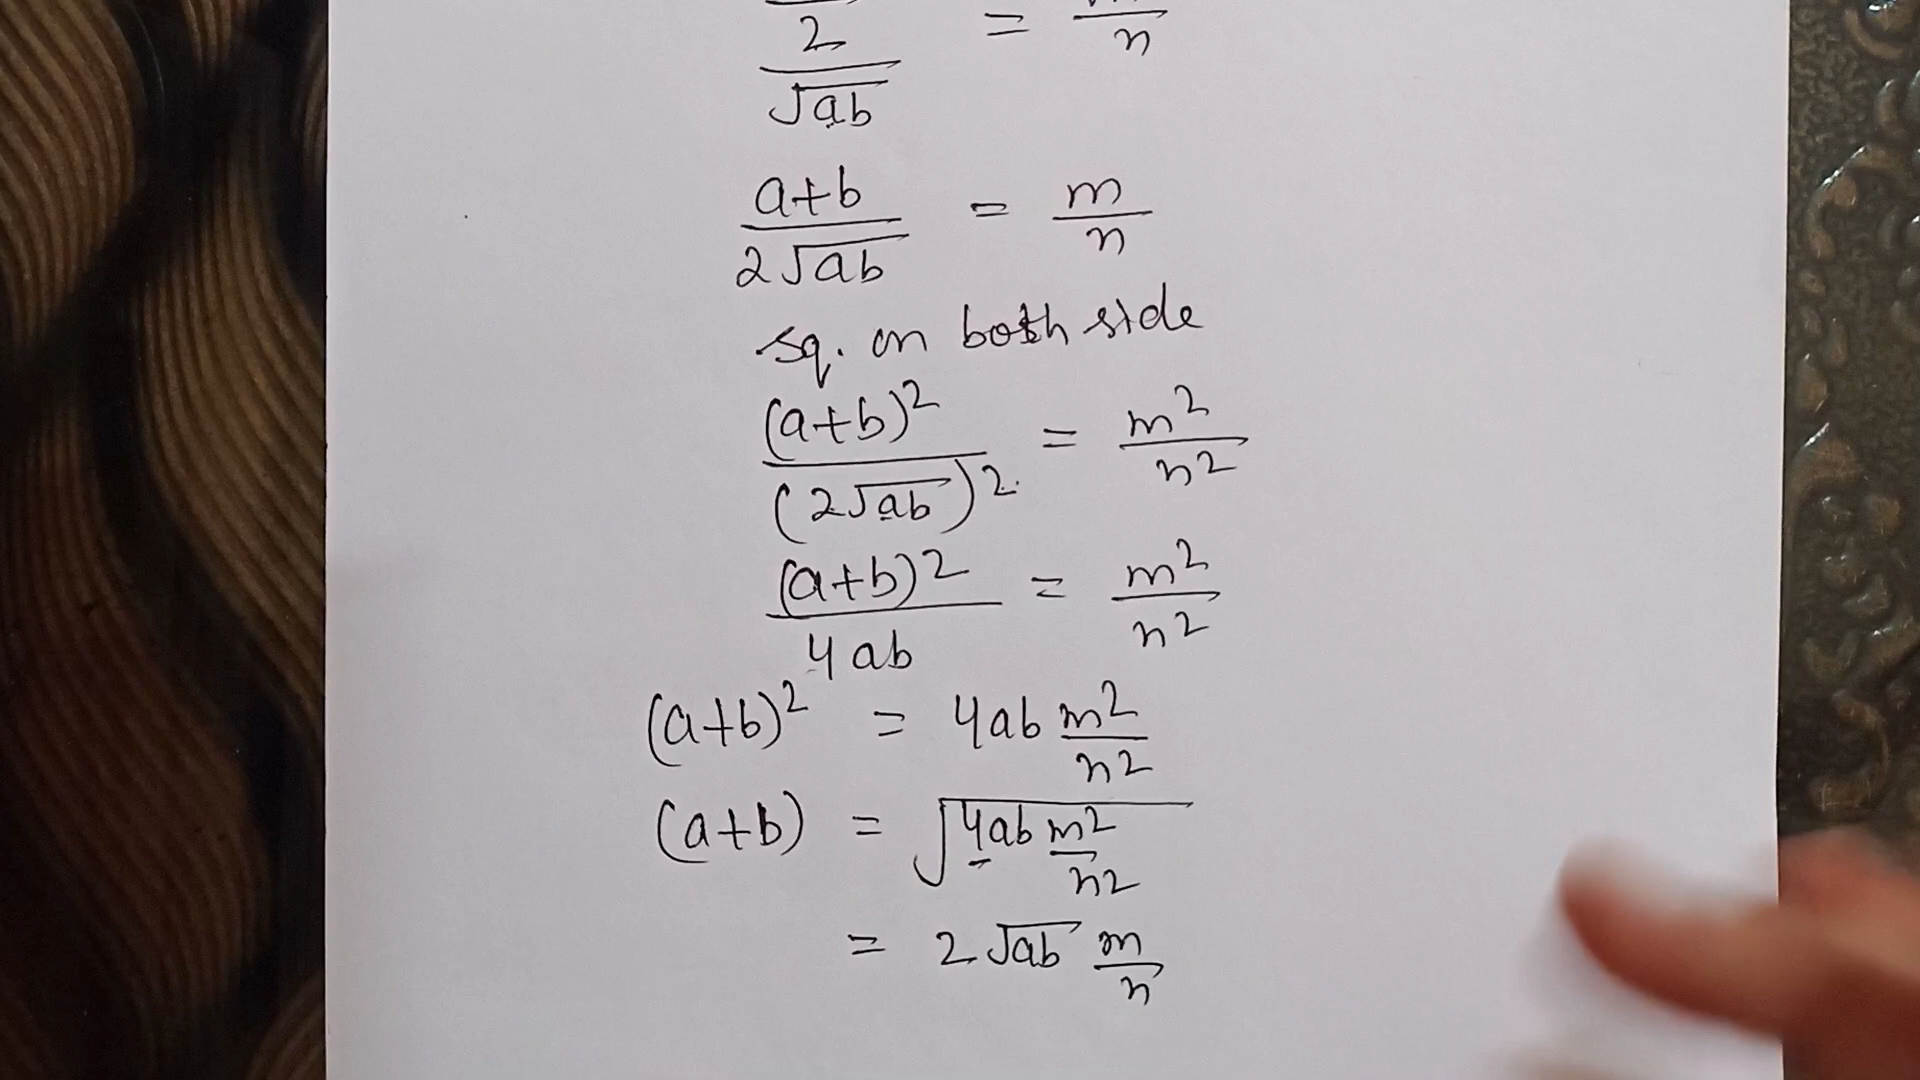 2/√ab = /n
a+b/2√ab = m/n
sq. on both side
(a+b)²/(2√ab)² = m²/n²
(a+b)²/4ab = m²/n²
(a+b)² = 4ab m²/n²
(a+b) = √4ab m²/n²
= 2√ab m/n